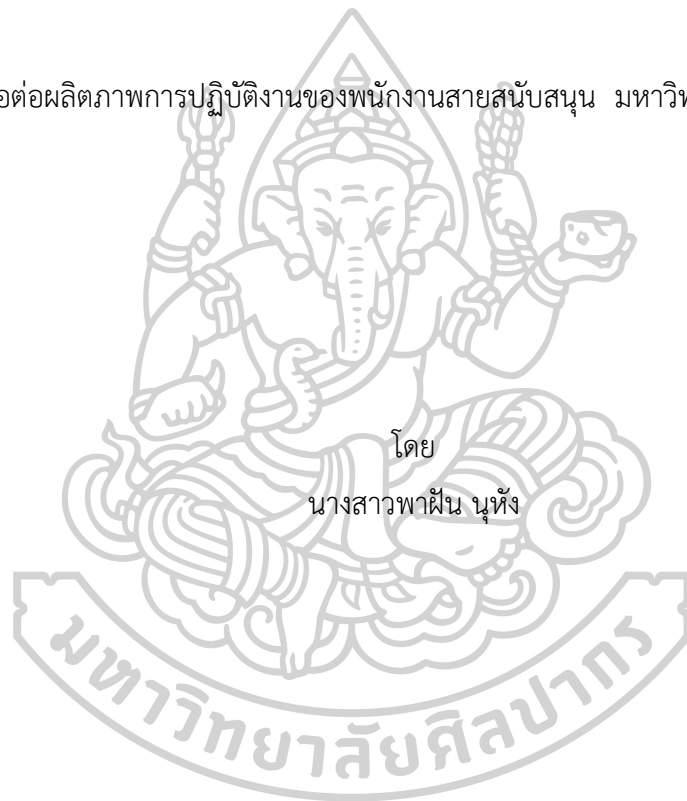 อต่อผลิตภาพการปฏิบัติงานของพนักงานสายสนับสนุน มหาวิท
โดย
นางสาวพาฝัน นุหัง
มหาวิทยาลัยศิลปากร